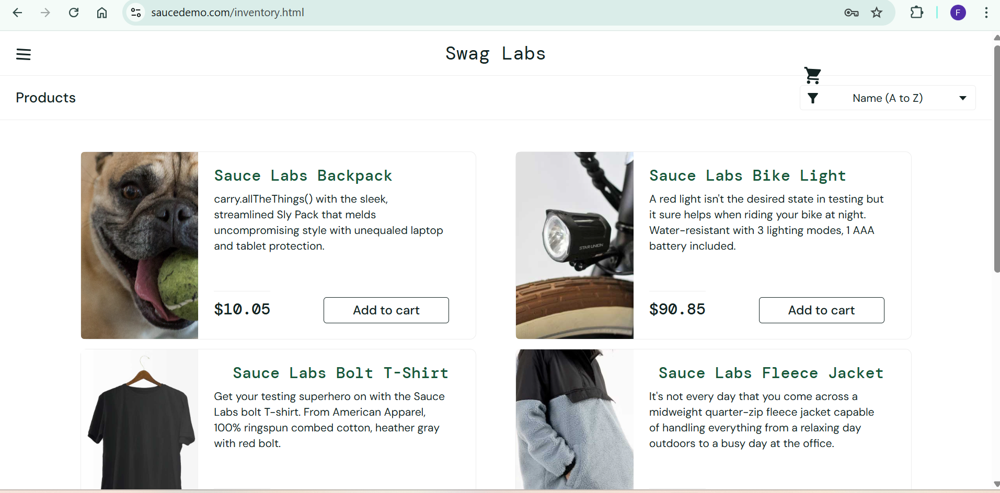 saucedemo.com/inventory.html
F
Swag Labs
Products
Name (A to Z)
Sauce Labs Backpack
carry.allTheThings() with the sleek,
streamlined Sly Pack that melds
uncompromising style with unequaled laptop
and tablet protection.
$10.05
Add to cart
Sauce Labs Bike Light
A red light isn't the desired state in testing but
it sure helps when riding your bike at night.
Water-resistant with 3 lighting modes, 1 AAA
battery included.
STAR UNION
$90.85
Add to cart
Sauce Labs Bolt T-Shirt
Get your testing superhero on with the Sauce
Labs bolt T-shirt. From American Apparel,
100% ringspun combed cotton, heather gray
with red bolt.
Sauce Labs Fleece Jacket
It's not every day that you come across a
midweight quarter-zip fleece jacket capable
of handling everything from a relaxing day
outdoors to a busy day at the office.